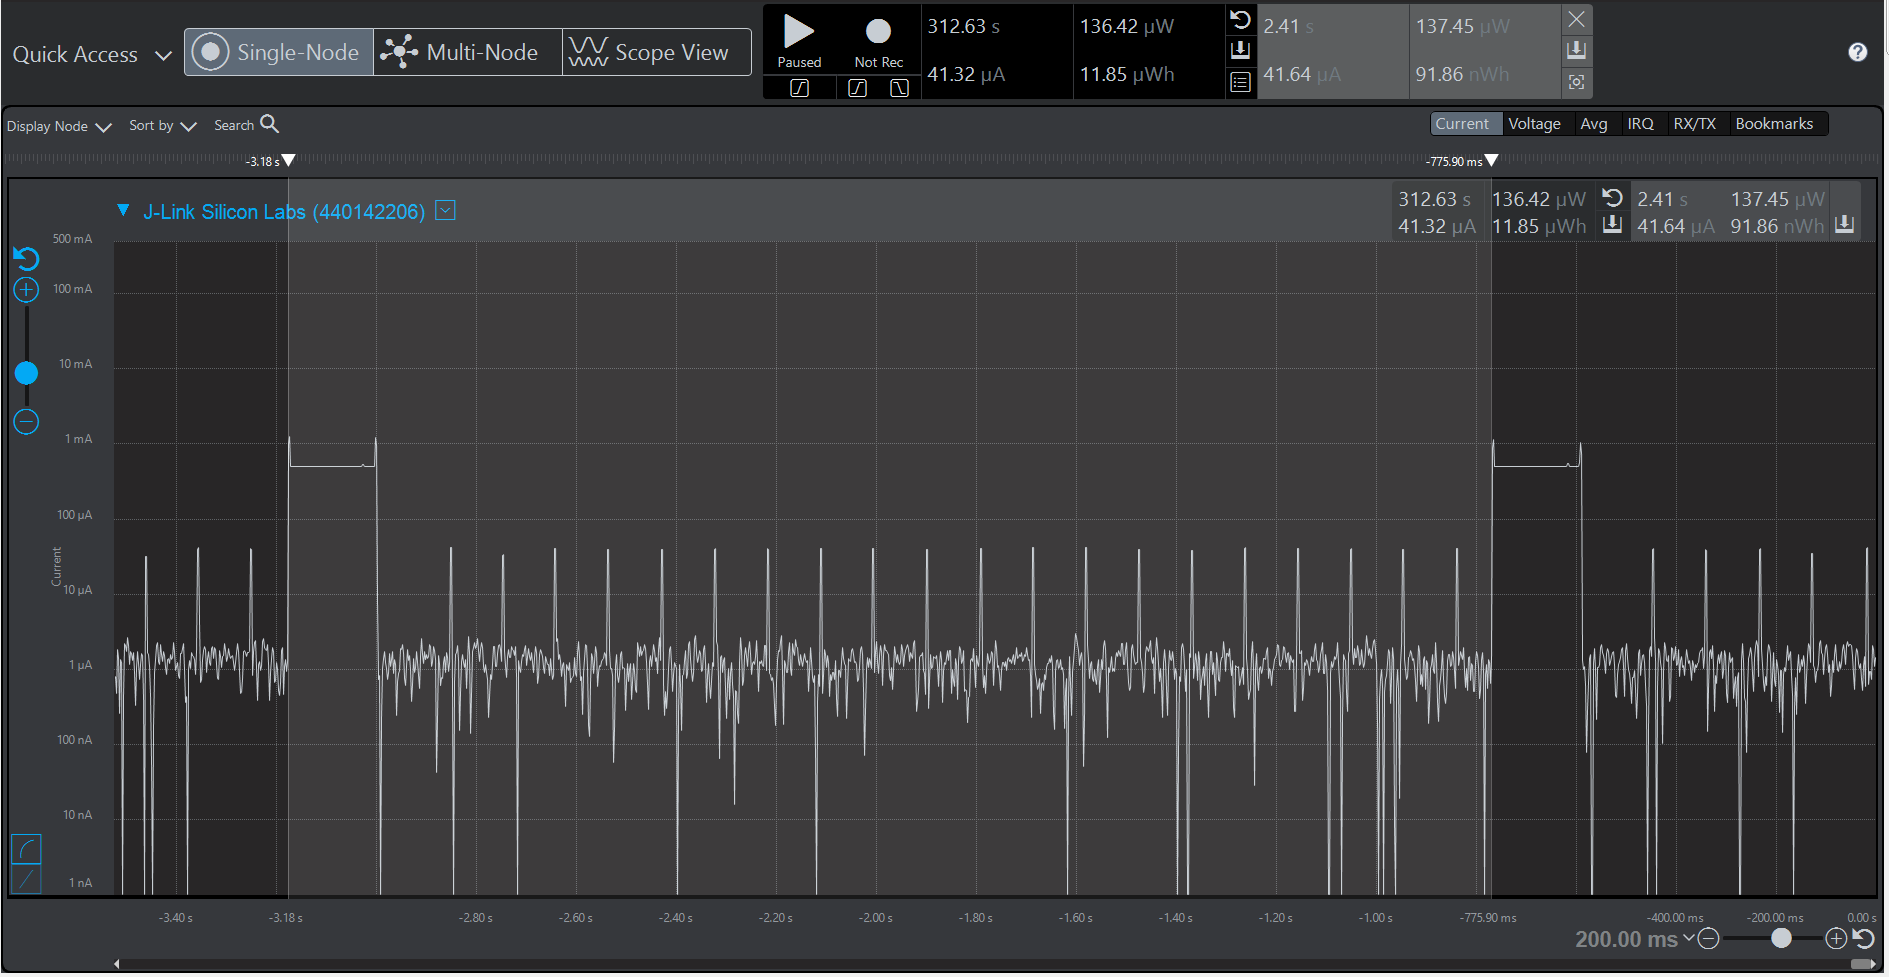 Quick Access
Single-Node
Multi-Node
Scope View
Paused
Not Rec
312.63 s
136.42 µW
41.32 µA
11.85 µWh
2.41 s
137.45 µW
41.64 µA
91.86 nWh
Display Node
Sort by
Search
Current
Voltage
Avg
IRQ
RX/TX
Bookmarks
-3.18 s
-775.90 ms
J-Link Silicon Labs (440142206)
312.63 s
136.42 µW
2.41 s
137.45 µW
41.32 µA
11.85 µWh
41.64 µA
91.86 nWh
500 mA
100 mA
10 mA
1 mA
100 µA
10 µA
1 µA
100 nA
10 nA
1 nA
Current
-3.40 s
-3.18 s
-2.80 s
-2.60 s
-2.40 s
-2.20 s
-2.00 s
-1.80 s
-1.60 s
-1.40 s
-1.20 s
-1.00 s
-775.90 ms
-400.00 ms
-200.00 ms
0.00 s
200.00 ms